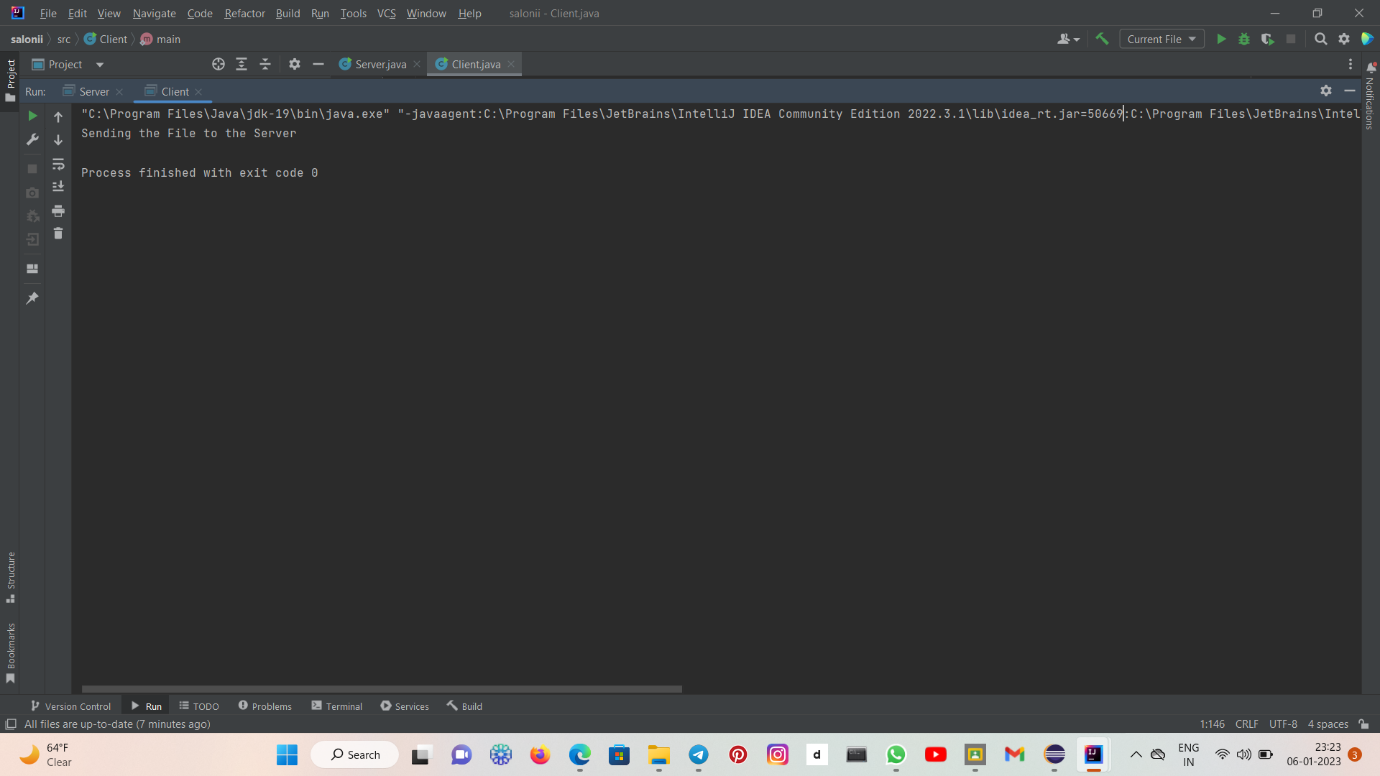 File Edit View Navigate Code Refactor Build Run Tools VCS Window Help salonii - Client.java
salonii src Client main Current File
Project Server.java Client.java
Run: Server Client
"C:\Program Files\Java\jdk-19\bin\java.exe" "-javaagent:C:\Program Files\JetBrains\IntelliJ IDEA Community Edition 2022.3.1\lib\idea_rt.jar=50669:C:\Program Files\JetBrains\Intel
Sending the File to the Server
Process finished with exit code 0
Project
Structure
Bookmarks
Notifications
Version Control Run TODO Problems Terminal Services Build
All files are up-to-date (7 minutes ago) 1:146 CRLF UTF-8 4 spaces
64°F
Clear
Search
d
ENG
IN
23:23
06-01-2023
3